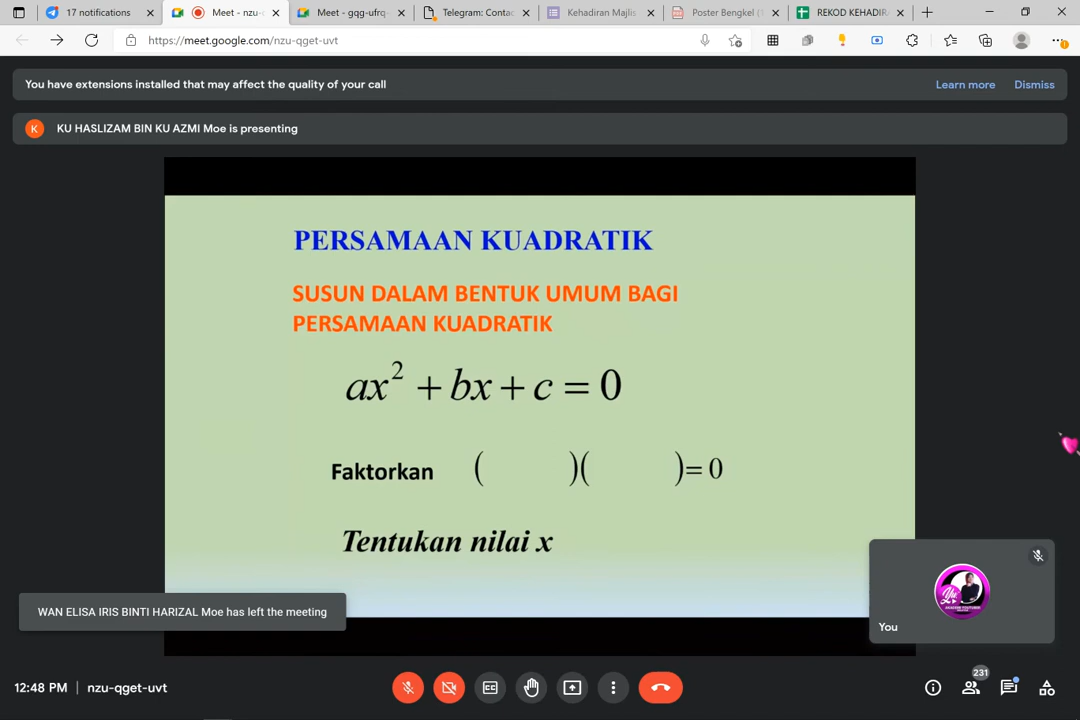 17 notifications
Meet - nzu-
Meet - gqg-ufrq-
Telegram: Contac
Kehadiran Majlis
Poster Bengkel (1
REKOD KEHADIRA
https://meet.google.com/nzu-qget-uvt
You have extensions installed that may affect the quality of your call
Learn more
Dismiss
K
KU HASLIZAM BIN KU AZMI Moe is presenting
PERSAMAAN KUADRATIK
SUSUN DALAM BENTUK UMUM BAGI
PERSAMAAN KUADRATIK
ax² + bx + c = 0
Faktorkan ( )( ) = 0
Tentukan nilai x
WAN ELISA IRIS BINTI HARIZAL Moe has left the meeting
You
12:48 PM | nzu-qget-uvt
CC
231